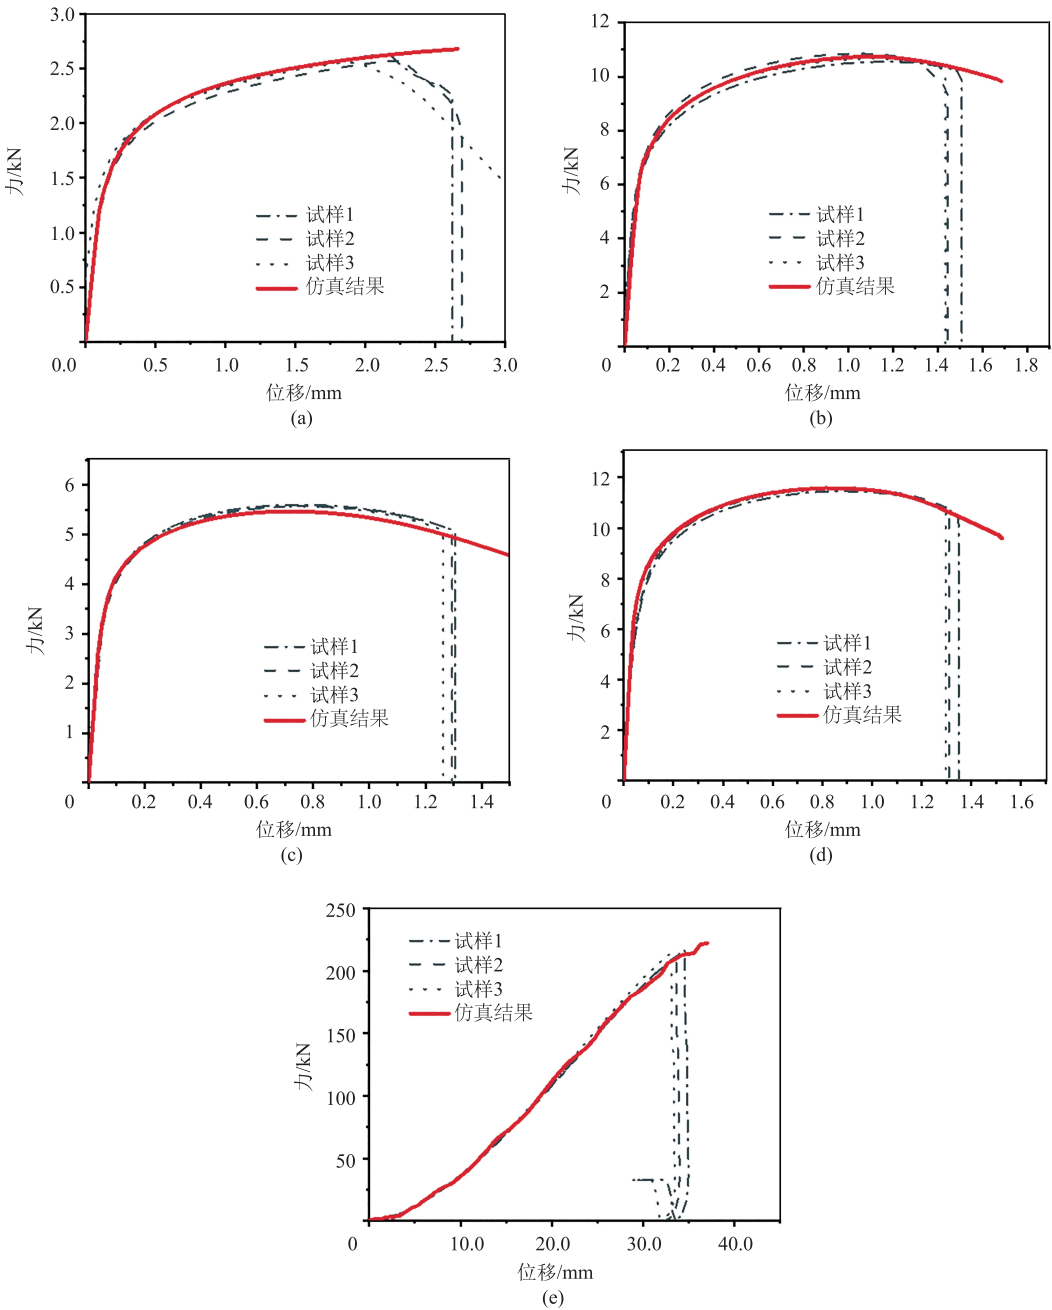 3.0
2.5
2.0
1.5
1.0
0.5
0.0
0.5
1.0
1.5
2.0
2.5
3.0
力/kN
试样1
试样2
试样3
仿真结果
位移/mm
(a)
12
10
8
6
4
2
0
0.2
0.4
0.6
0.8
1.0
1.2
1.4
1.6
1.8
力/kN
试样1
试样2
试样3
仿真结果
位移/mm
(b)
6
5
4
3
2
1
0
0.2
0.4
0.6
0.8
1.0
1.2
1.4
力/kN
试样1
试样2
试样3
仿真结果
位移/mm
(c)
12
10
8
6
4
2
0
0.2
0.4
0.6
0.8
1.0
1.2
1.4
1.6
力/kN
试样1
试样2
试样3
仿真结果
位移/mm
(d)
250
200
150
100
50
0
10.0
20.0
30.0
40.0
力/kN
试样1
试样2
试样3
仿真结果
位移/mm
(e)